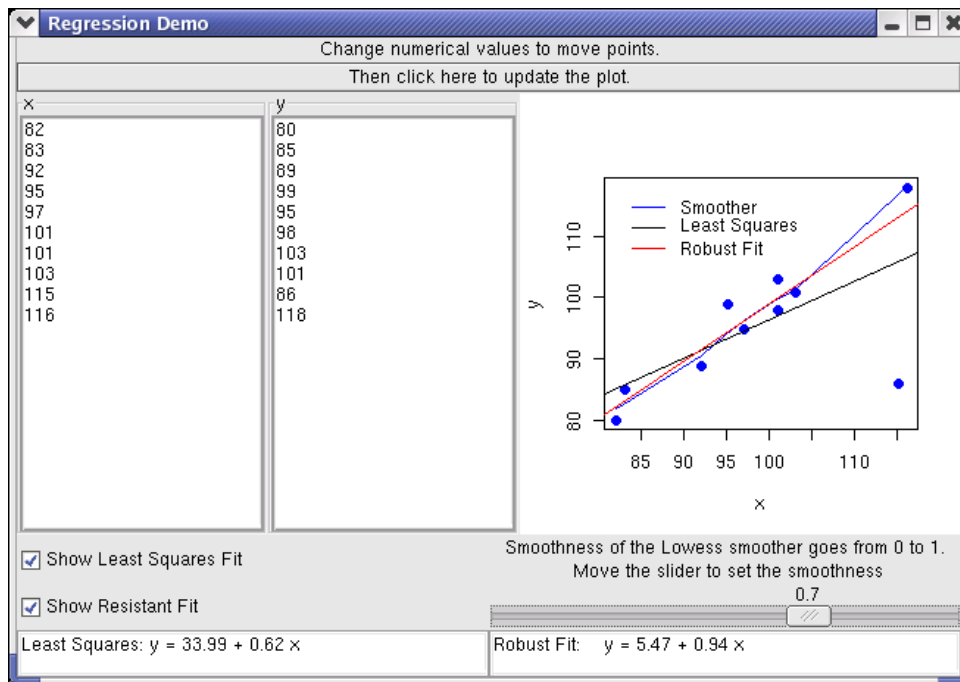 Regression Demo
Change numerical values to move points.
Then click here to update the plot.
x
82
83
92
95
97
101
101
103
115
116
y
80
85
89
99
95
98
103
101
86
118
Smoother
Least Squares
Robust Fit
y
80
90
100
110
85
90
95
100
110
x
Show Least Squares Fit
Show Resistant Fit
Smoothness of the Lowess smoother goes from 0 to 1.
Move the slider to set the smoothness
0.7
Least Squares: y = 33.99 + 0.62 x
Robust Fit: y = 5.47 + 0.94 x